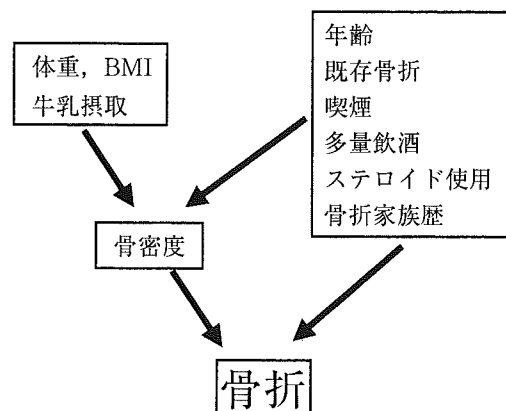 体重，BMI
牛乳摂取
年齢
既存骨折
喫煙
多量飲酒
ステロイド使用
骨折家族歴
骨密度
骨折